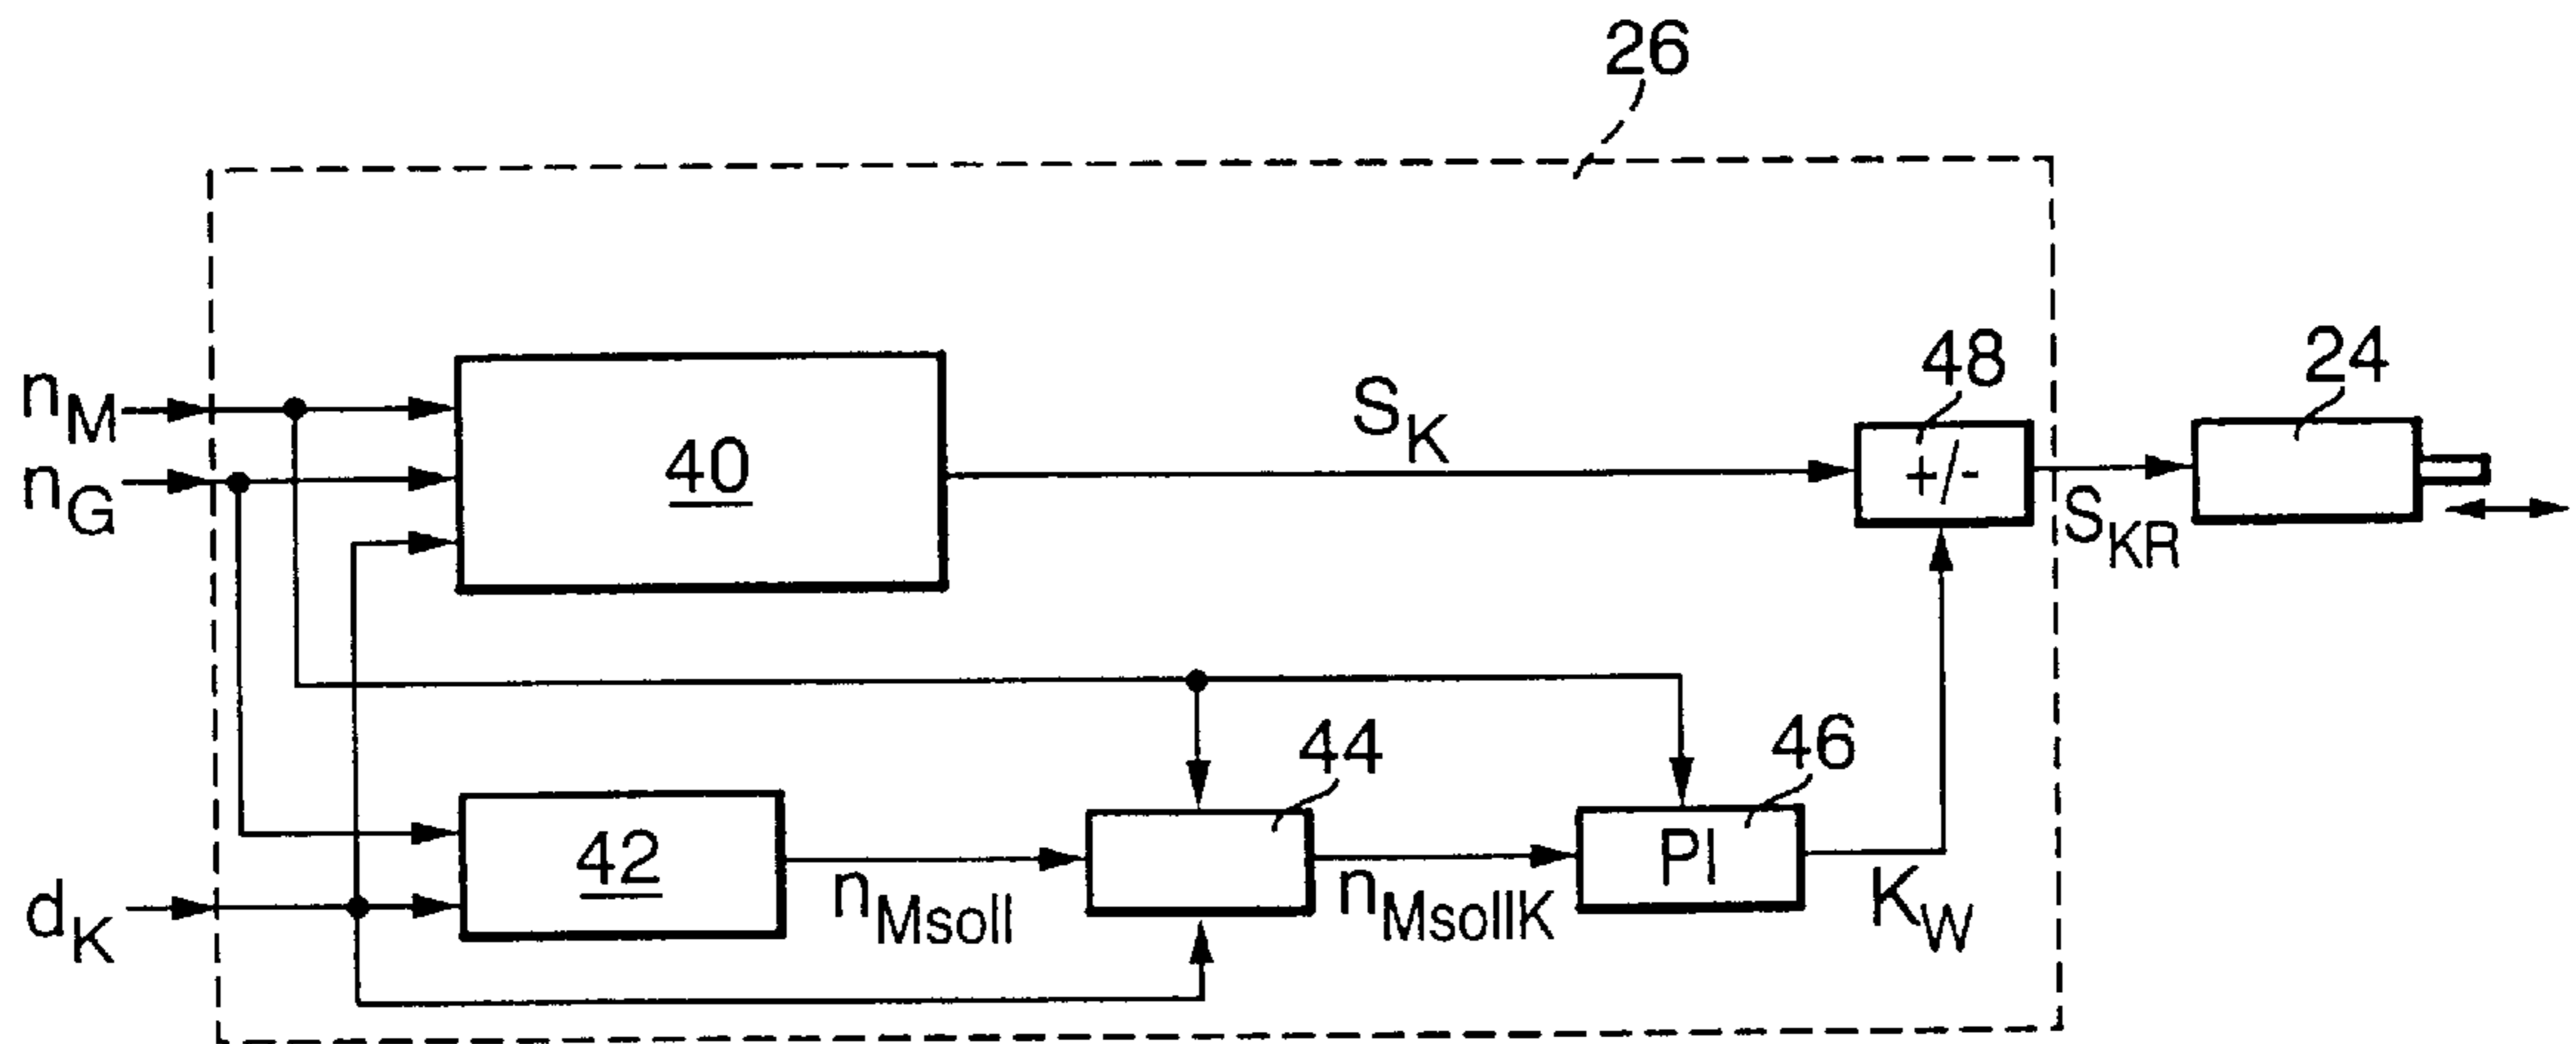 26
48
24
n_M
n_G
40
S_K
+/-
S_KR
44
46
42
PI
d_K
n_Msoll
n_MsollK
K_W